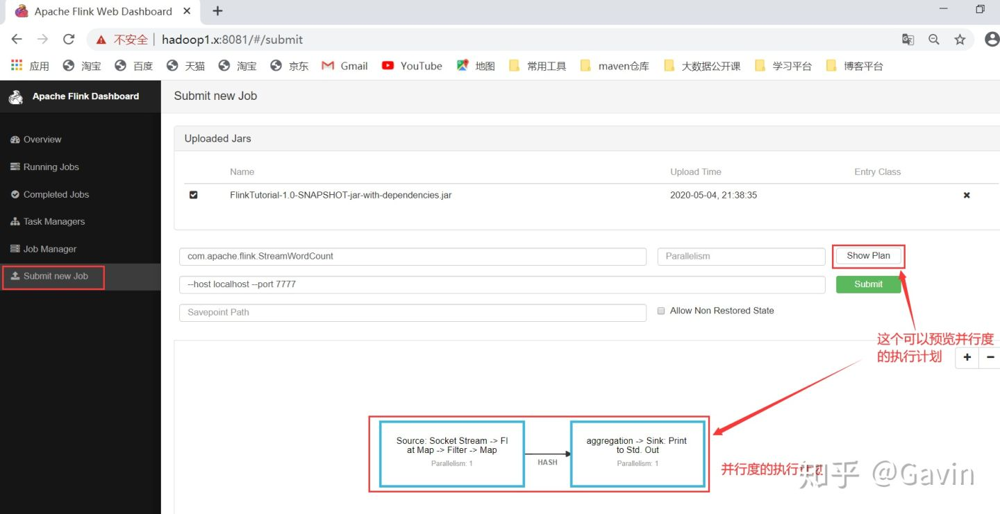 Apache Flink Web Dashboard
不安全 hadoop1.x:8081/#/submit
应用 淘宝 百度 天猫 淘宝 京东 Gmail YouTube 地图 常用工具 maven仓库 大数据公开课 学习平台 博客平台
Apache Flink Dashboard
Overview
Running Jobs
Completed Jobs
Task Managers
Job Manager
Submit new Job
Submit new Job
Uploaded Jars
Name Upload Time Entry Class
FlinkTutorial-1.0-SNAPSHOT-jar-with-dependencies.jar 2020-05-04, 21:38:35
com.apache.flink.StreamWordCount Parallelism Show Plan
--host localhost --port 7777 Submit
Savepoint Path Allow Non Restored State
这个可以预览并行度
的执行计划
Source: Socket Stream -> Fl
at Map -> Filter -> Map
Parallelism: 1
HASH
aggregation -> Sink: Print
to Std. Out
Parallelism: 1
并行度的执行计划
知乎 @Gavin